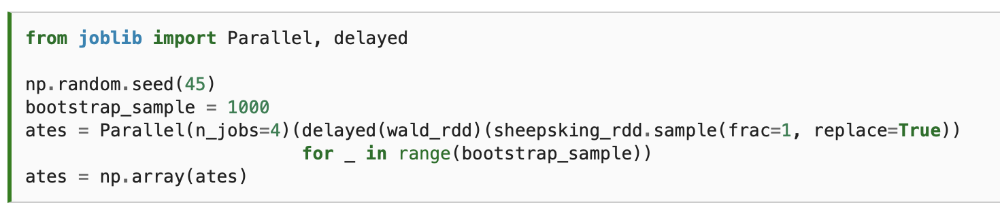 from joblib import Parallel, delayed
np.random.seed(45)
bootstrap_sample = 1000
ates = Parallel(n_jobs=4)(delayed(wald_rdd)(sheepsking_rdd.sample(frac=1, replace=True))
for _ in range(bootstrap_sample))
ates = np.array(ates)